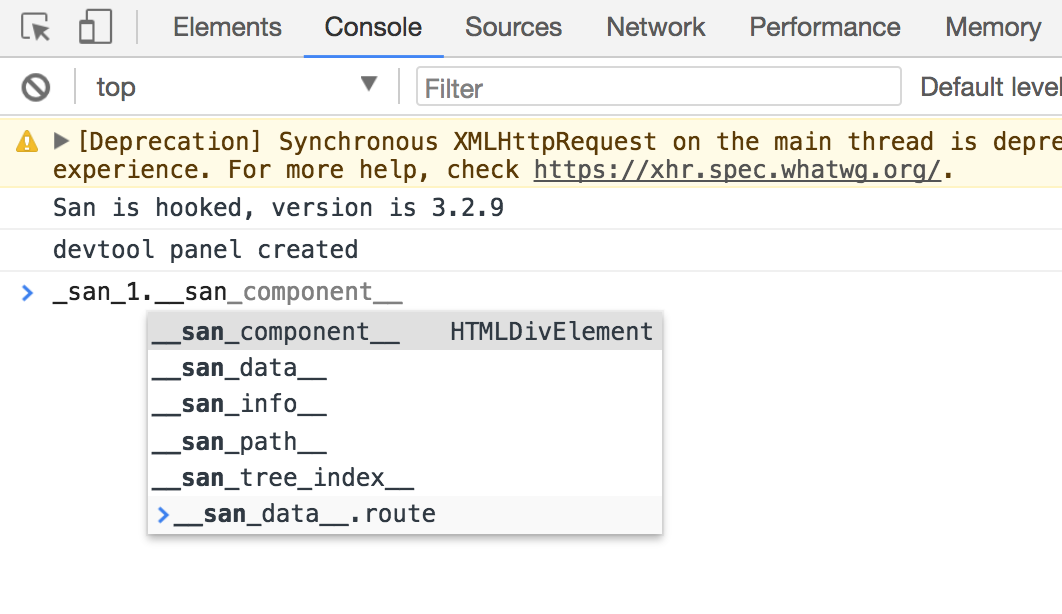 Elements Console Sources Network Performance Memory
top Filter Default level
[Deprecation] Synchronous XMLHttpRequest on the main thread is depre
experience. For more help, check https://xhr.spec.whatwg.org/.
San is hooked, version is 3.2.9
devtool panel created
_san_1.__san_component__
__san_component__ HTMLDivElement
__san_data__
__san_info__
__san_path__
__san_tree_index__
__san_data__.route